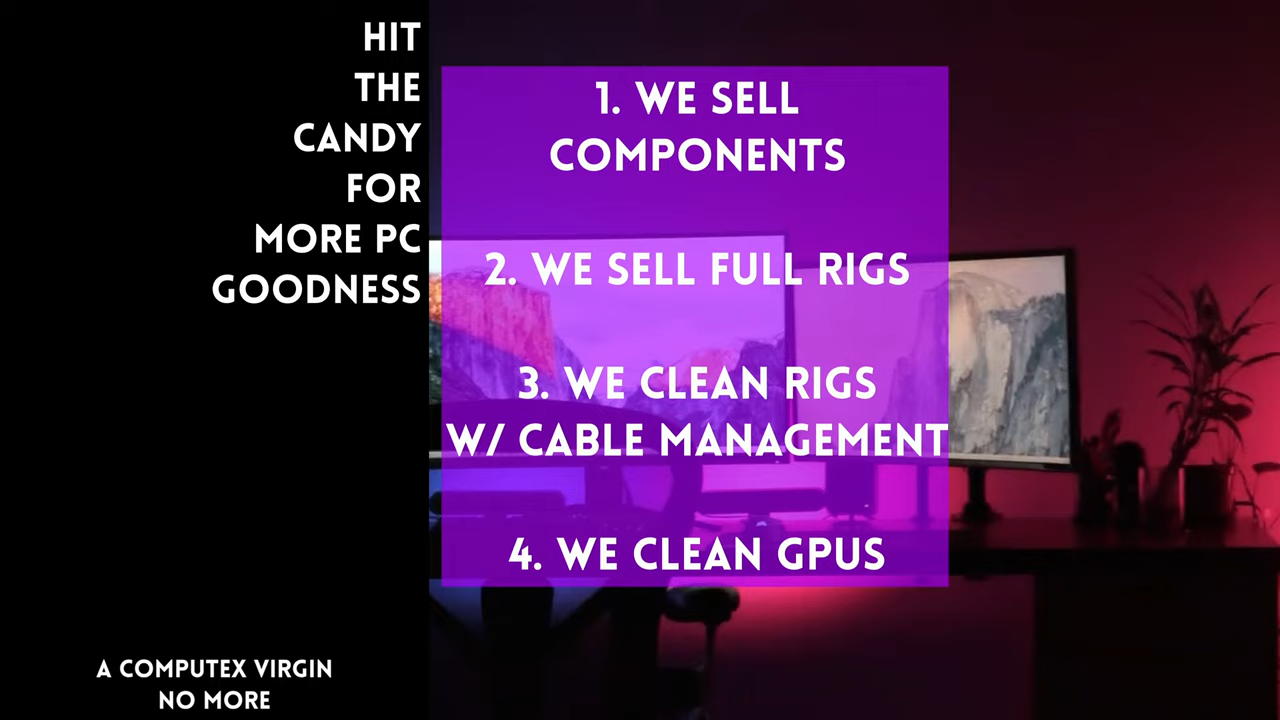 HIT
THE
CANDY
FOR
MORE PC
GOODNESS
1. WE SELL
COMPONENTS
2. WE SELL FULL RIGS
3. WE CLEAN RIGS
W/ CABLE MANAGEMENT
4. WE CLEAN GPUS
A COMPUTEX VIRGIN
NO MORE